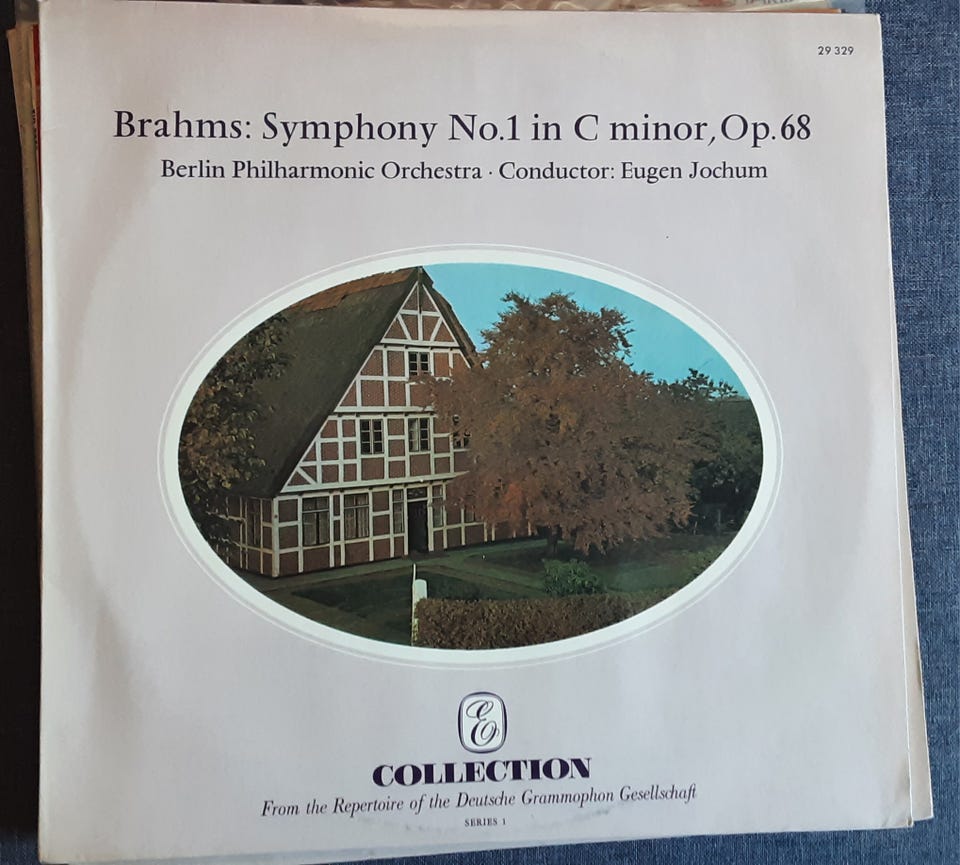 29 329
Brahms: Symphony No.1 in C minor, Op.68
Berlin Philharmonic Orchestra · Conductor: Eugen Jochum
E
COLLECTION
From the Repertoire of the Deutsche Grammophon Gesellschaft
SERIES 1